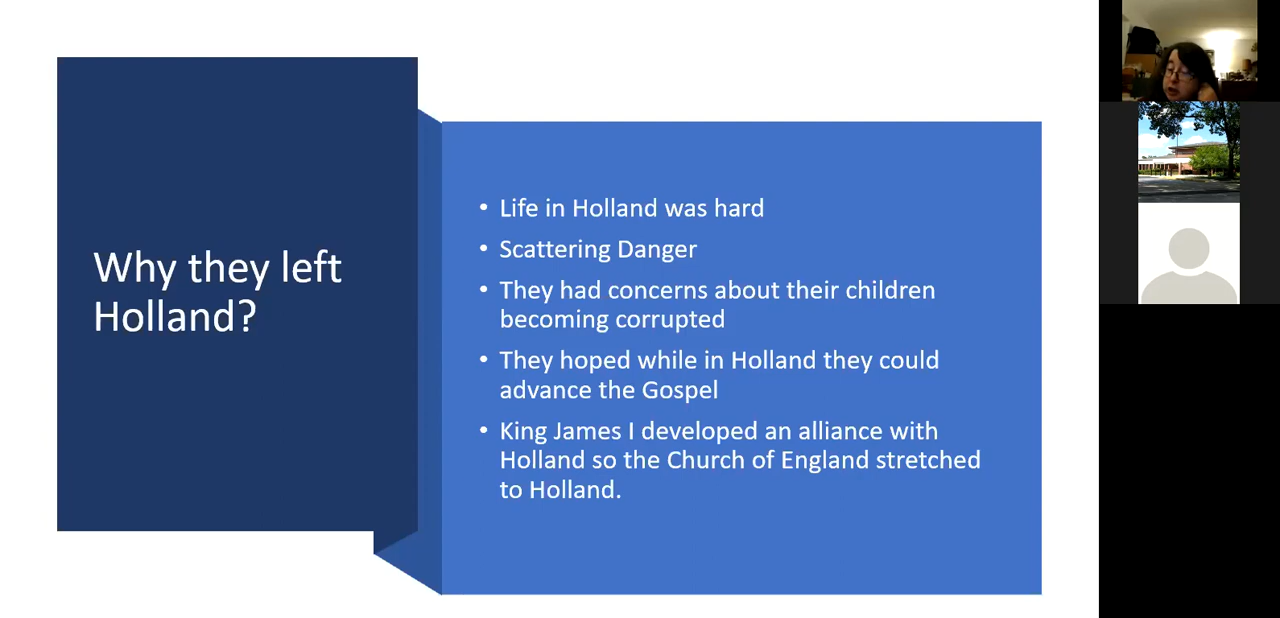 Why they left
Holland?
• Life in Holland was hard
• Scattering Danger
• They had concerns about their children
becoming corrupted
• They hoped while in Holland they could
advance the Gospel
• King James I developed an alliance with
Holland so the Church of England stretched
to Holland.